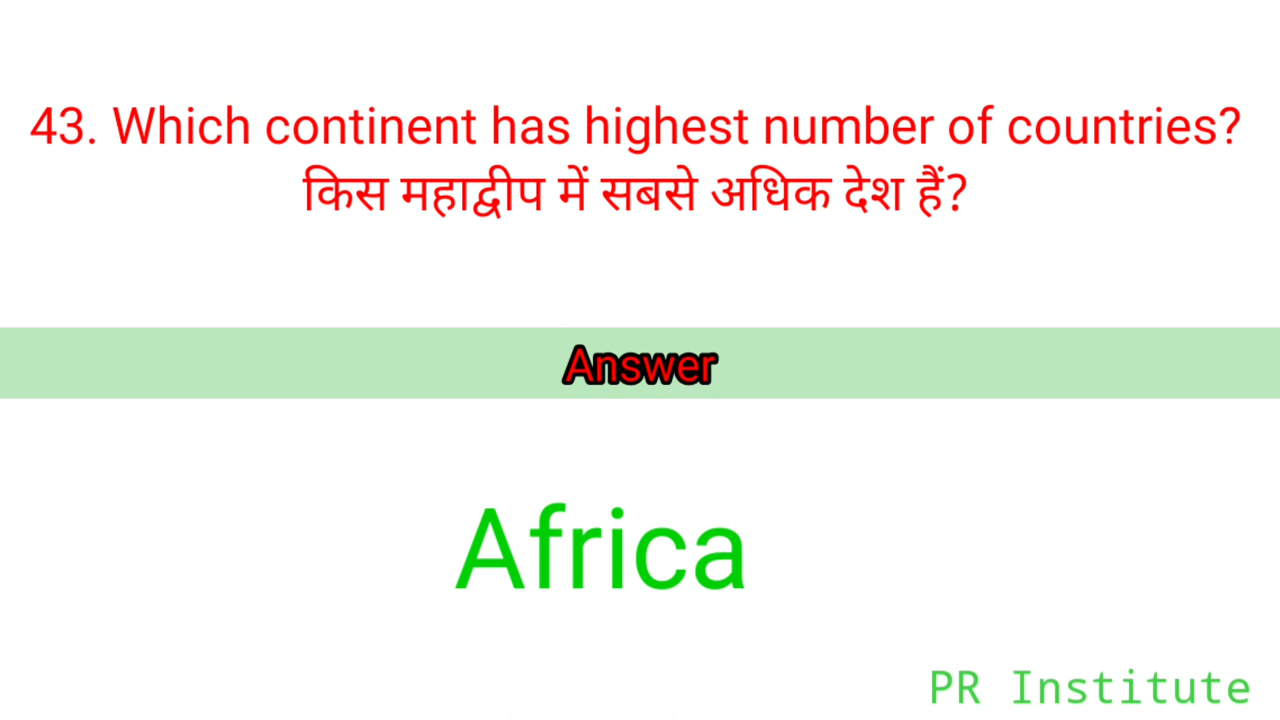 43. Which continent has highest number of countries?
किस महाद्वीप में सबसे अधिक देश हैं?
Answer
Africa
PR Institute